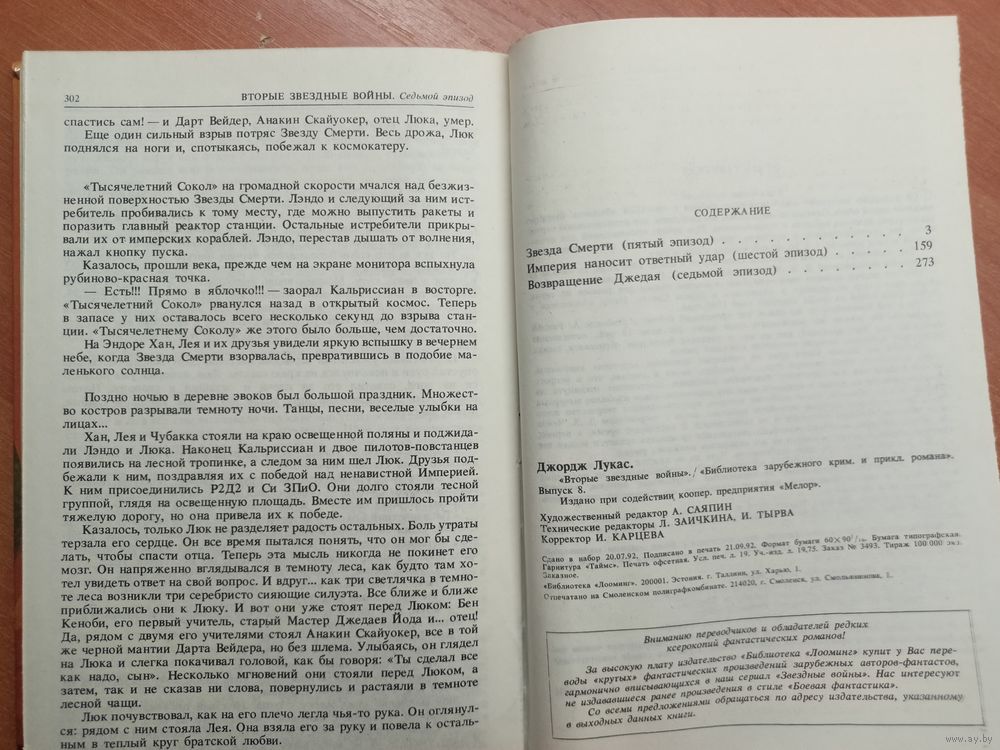 302 ВТОРЫЕ ЗВЕЗДНЫЕ ВОЙНЫ. Седьмой эпизод
спастись сам! — и Дарт Вейдер, Анакин Скайуокер, отец Люка, умер.
Еще один сильный взрыв потряс Звезду Смерти. Весь дрожа, Люк
поднялся на ноги и, спотыкаясь, побежал к космокатеру.
«Тысячелетний Сокол» на громадной скорости мчался над безжиз-
ненной поверхностью Звезды Смерти. Лэндо и следующий за ним ист-
ребитель пробивались к тому месту, где можно выпустить ракеты и
поразить главный реактор станции. Остальные истребители прикры-
вали их от имперских кораблей. Лэндо, перестав дышать от волнения,
нажал кнопку пуска.
Казалось, прошли века, прежде чем на экране монитора вспыхнула
рубиново-красная точка.
— Есть!!! Прямо в яблочко!!! — заорал Кальриссиан в восторге.
«Тысячелетний Сокол» рванулся назад в открытый космос. Теперь
в запасе у них оставалось всего несколько секунд до взрыва стан-
ции. «Тысячелетнему Соколу» же этого было больше, чем достаточно.
На Эндоре Хан, Лея и их друзья увидели яркую вспышку в вечернем
небе, когда Звезда Смерти взорвалась, превратившись в подобие ма-
ленького солнца.
Поздно ночью в деревне эвоков был большой праздник. Множест-
во костров разрывали темноту ночи. Танцы, песни, веселые улыбки на
лицах...
Хан, Лея и Чубакка стояли на краю освещенной поляны и поджида-
ли Лэндо и Люка. Наконец Кальриссиан и двое пилотов-повстанцев
появились на лесной тропинке, а следом за ним шел Люк. Друзья под-
бежали к ним, поздравляя их с победой над ненавистной Империей.
К ним присоединились Р2Д2 и Си ЗПиО. Они долго стояли тесной
группой, глядя на освещенную площадь. Вместе им пришлось пройти
тяжелую дорогу, но она привела их к победе.
Казалось, только Люк не разделяет радость остальных. Боль утраты
терзала его сердце. Он все время пытался понять, что он мог бы сде-
лать, чтобы спасти отца. Теперь эта мысль никогда не покинет его
мозг. Он напряженно вглядывался в темноту леса, как будто там хо-
тел увидеть ответ на свой вопрос. И вдруг... как три светлячка в темно-
те леса возникли три серебристо сияющие силуэта. Все ближе и ближе
приближались они к Люку. И вот они уже стоят перед Люком: Бен
Кеноби, его первый учитель, старый Мастер Джедаев Йода и... отец!
Да, рядом с двумя его учителями стоял Анакин Скайуокер, все в той
же черной мантии Дарта Вейдера, но без шлема. Улыбаясь, он глядел
на Люка и слегка покачивал головой, как бы говоря: «Ты сделал все
как надо, сын». Несколько мгновений они стояли перед Люком, а
затем, так и не сказав ни слова, повернулись и растаяли в темноте
лесной чащи.
Люк почувствовал, как на его плечо легла чья-то рука. Он оглянул-
ся: рядом с ним стояла Лея. Она взяла его за руку и повела к осталь-
ным в теплый круг братской любви.
СОДЕРЖАНИЕ
Звезда Смерти (пятый эпизод) . . . . . . . . . . . 3
Империя наносит ответный удар (шестой эпизод) . . . . . 159
Возвращение Джедая (седьмой эпизод) . . . . . . . . 273
Джордж Лукас.
«Вторые звездные войны»./«Библиотека зарубежного крим. и прикл. романа».
Выпуск 8.
Издано при содействии коопер. предприятия «Мелор».
Художественный редактор А. САЯПИН
Технические редакторы Л. ЗАИЧКИНА, И. ТЫРВА
Корректор И. КАРЦЕВА
Сдано в набор 20.07.92. Подписано в печать 21.09.92. Формат бумаги 60×90¹/₁₆. Бумага типографская.
Гарнитура «Таймс». Печать офсетная. Усл. печ. л. 19. Уч.-изд. л. 19,75. Заказ № 3493. Тираж 100 000 экз.
Заказное.
«Библиотека «Лооминг». 200001. Эстония. г. Таллинн, ул. Харью, 1.
Отпечатано на Смоленском полиграфкомбинате. 214020, г. Смоленск, ул. Смольянинова, 1.
Вниманию переводчиков и обладателей редких
ксерокопий фантастических романов!
За высокую плату издательство «Библиотека «Лооминг» купит у Вас пере-
воды «крутых» фантастических произведений зарубежных авторов-фантастов,
гармонично вписывающихся в наш сериал «Звездные войны». Нас интересуют
не издававшиеся ранее произведения в стиле «Боевая фантастика».
Со всеми предложениями обращаться по адресу издательства, указанному
в выходных данных книги.
www.ay.by